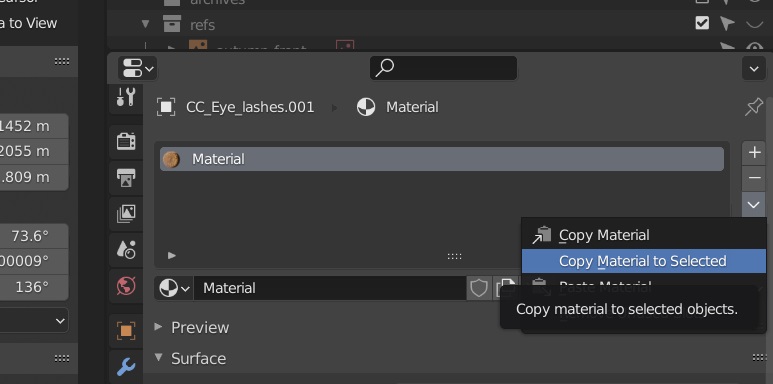 archives
a to View
refs
CC_Eye_lashes.001
Material
1452 m
2055 m
.809 m
Material
73.6°
00009°
136°
Copy Material
Copy Material to Selected
Paste Material
Material
Copy material to selected objects.
Preview
Surface